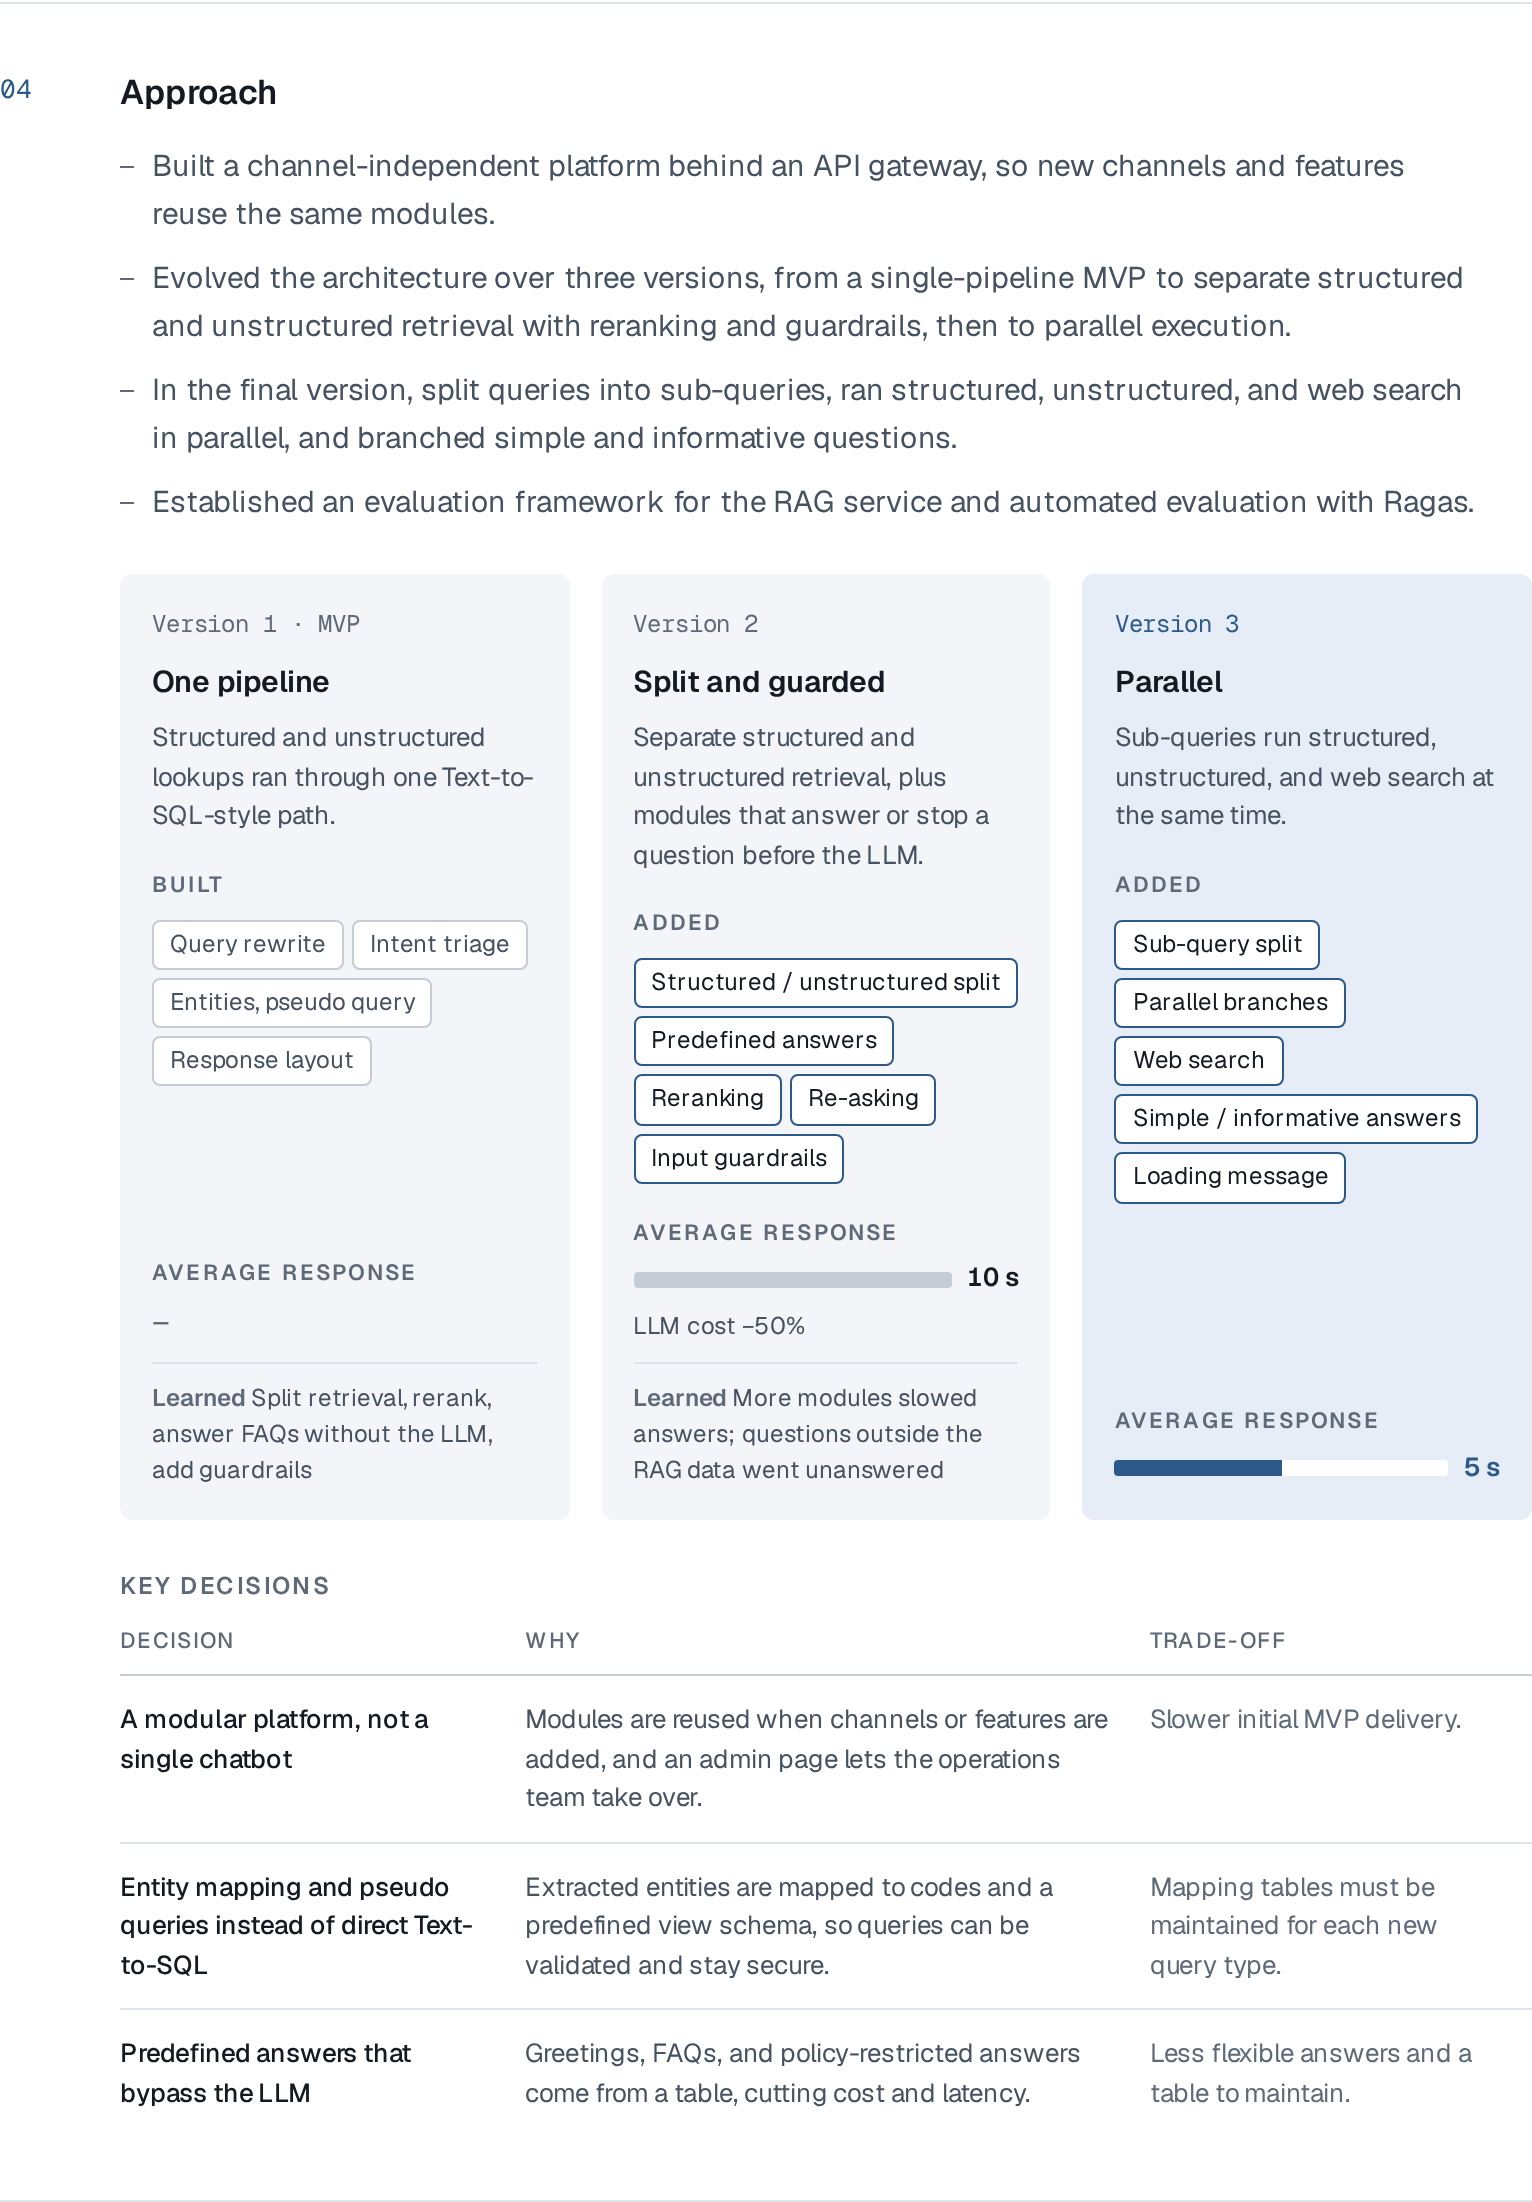 04
Approach
– Built a channel-independent platform behind an API gateway, so new channels and features
reuse the same modules.
– Evolved the architecture over three versions, from a single-pipeline MVP to separate structured
and unstructured retrieval with reranking and guardrails, then to parallel execution.
– In the final version, split queries into sub-queries, ran structured, unstructured, and web search
in parallel, and branched simple and informative questions.
– Established an evaluation framework for the RAG service and automated evaluation with Ragas.
Version 1 · MVP
One pipeline
Structured and unstructured
lookups ran through one Text-to-
SQL-style path.
BUILT
Query rewrite
Intent triage
Entities, pseudo query
Response layout
AVERAGE RESPONSE
–
Learned Split retrieval, rerank,
answer FAQs without the LLM,
add guardrails
Version 2
Split and guarded
Separate structured and
unstructured retrieval, plus
modules that answer or stop a
question before the LLM.
ADDED
Structured / unstructured split
Predefined answers
Reranking
Re-asking
Input guardrails
AVERAGE RESPONSE
10 s
LLM cost −50%
Learned More modules slowed
answers; questions outside the
RAG data went unanswered
Version 3
Parallel
Sub-queries run structured,
unstructured, and web search at
the same time.
ADDED
Sub-query split
Parallel branches
Web search
Simple / informative answers
Loading message
AVERAGE RESPONSE
5 s
KEY DECISIONS
DECISION
WHY
TRADE-OFF
A modular platform, not a
single chatbot
Modules are reused when channels or features are
added, and an admin page lets the operations
team take over.
Slower initial MVP delivery.
Entity mapping and pseudo
queries instead of direct Text-
to-SQL
Extracted entities are mapped to codes and a
predefined view schema, so queries can be
validated and stay secure.
Mapping tables must be
maintained for each new
query type.
Predefined answers that
bypass the LLM
Greetings, FAQs, and policy-restricted answers
come from a table, cutting cost and latency.
Less flexible answers and a
table to maintain.